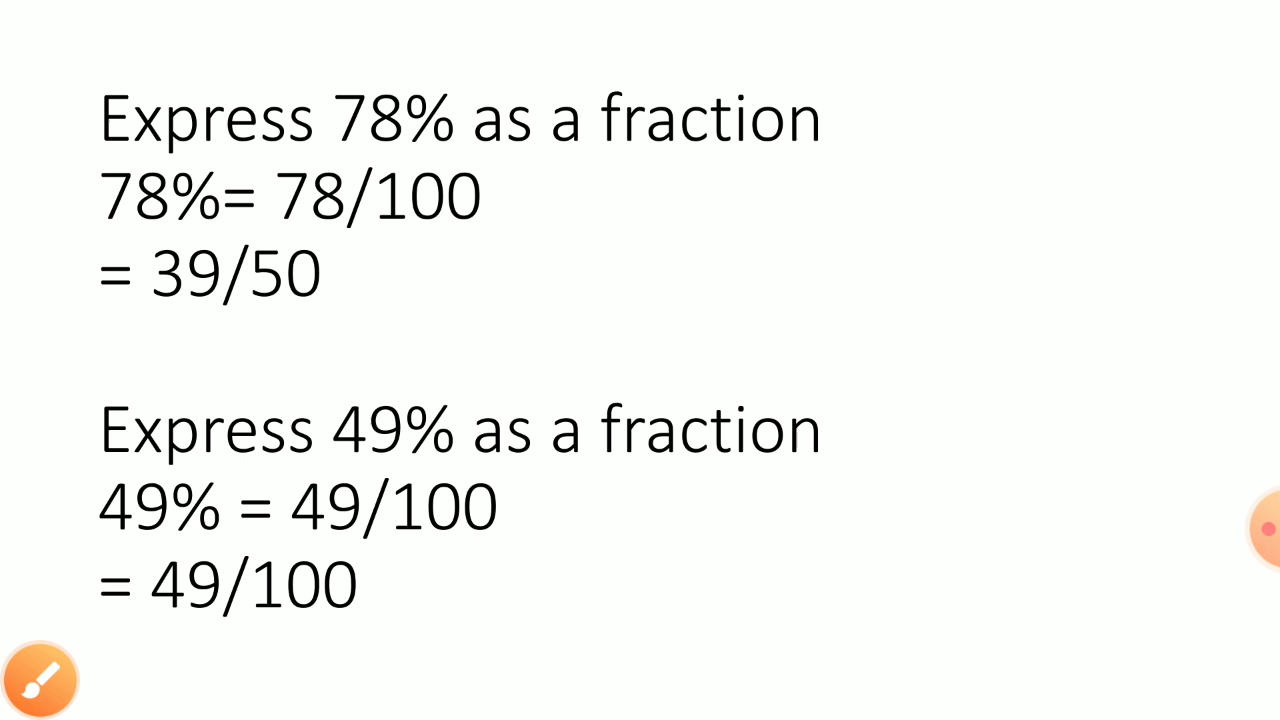 Express 78% as a fraction
78%= 78/100
= 39/50
Express 49% as a fraction
49% = 49/100
= 49/100